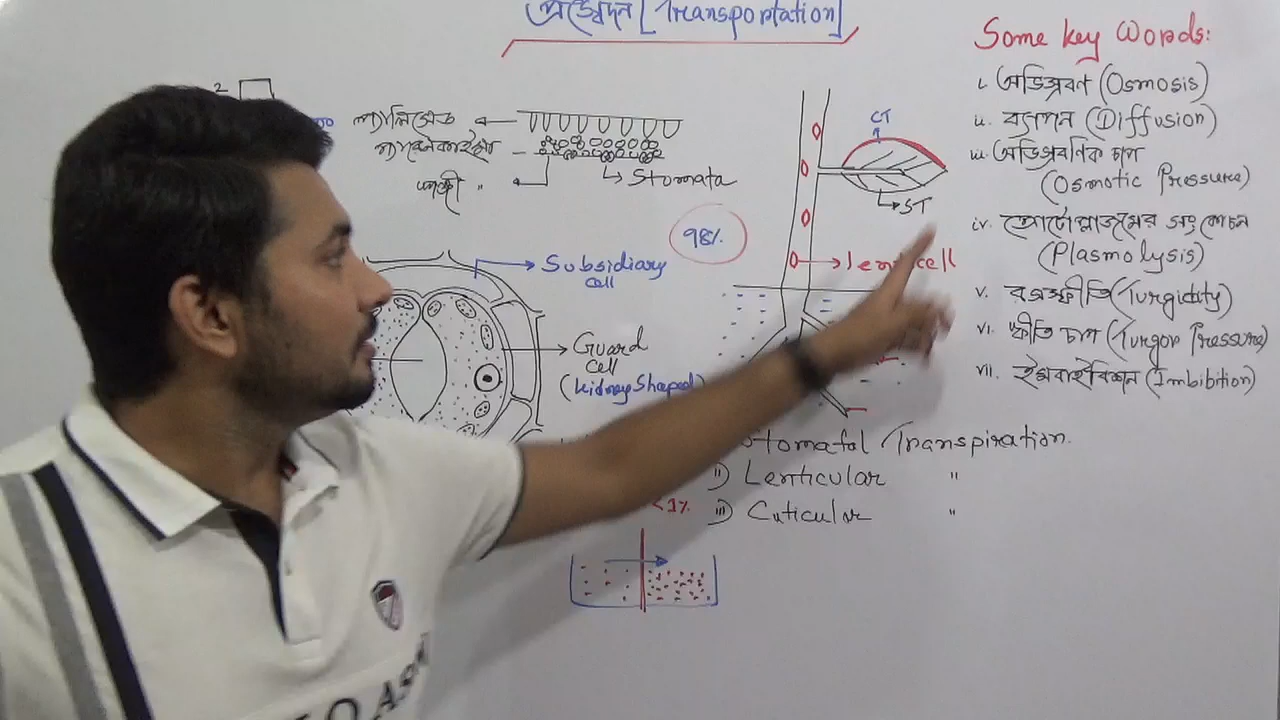 প্রস্বেদন [Transportation]
Some Key Words:
i. অভিস্রবণ (Osmosis)
ii. ব্যাপন (Diffusion)
iii. অভিস্রবণিক চাপ
(Osmotic Pressure)
iv. প্রোটোপ্লাজমের সংকোচন
(Plasmolysis)
v. রসস্ফীতি (Turgidity)
vi. স্ফীতি চাপ (Turgor Pressure)
vii. ইমবাইবিশন (Imbibition)
2
Stomata
CT
ST
98%
Subsidiary
cell
Guard
cell
(Kidney Shaped)
Stomatal Transpiration.
ii) Lenticular "
<1% iii) Cuticular "